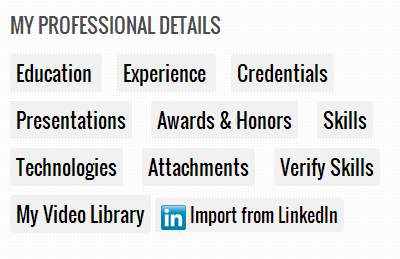 MY PROFESSIONAL DETAILS
Education Experience Credentials
Presentations Awards & Honors Skills
Technologies Attachments Verify Skills
My Video Library in Import from LinkedIn